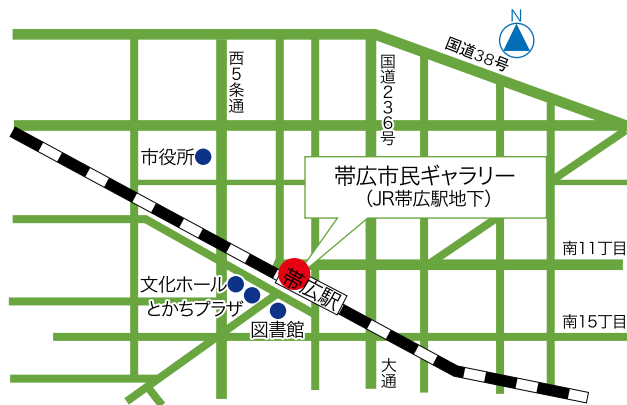 N
国道38号
西5条通
国道236号
市役所
帯広市民ギャラリー
(JR帯広駅地下)
南11丁目
帯広駅
文化ホール
とかちプラザ
図書館
南15丁目
大通